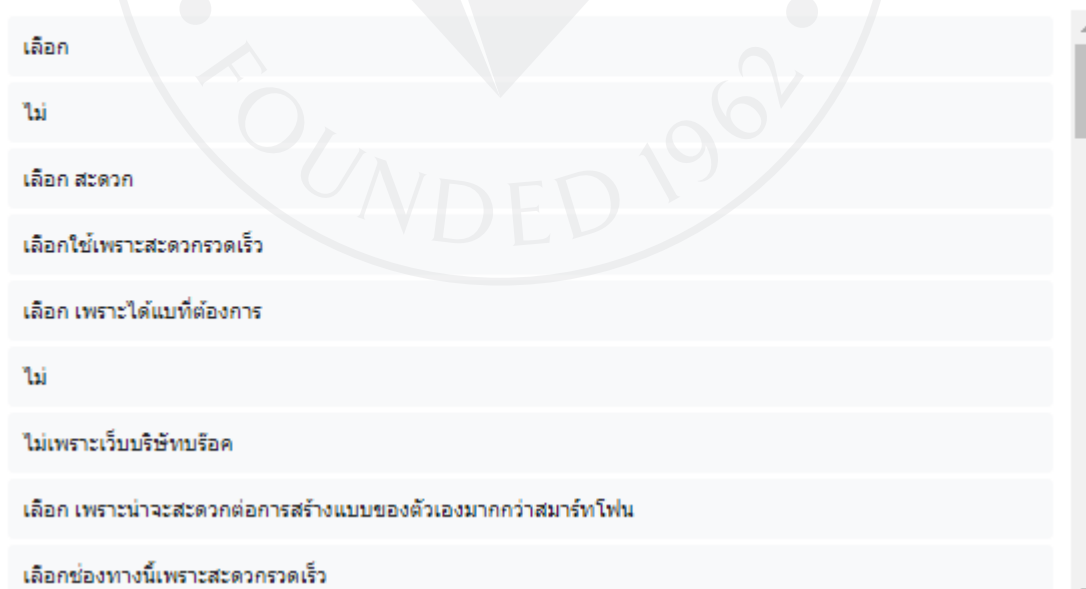 เลือก
ไม่
เลือก สะดวก
เลือกใช้เพราะสะดวกรวดเร็ว
เลือก เพราะได้แบที่ต้องการ
ไม่
ไม่เพราะเว็บบริษัทบร๊อค
เลือก เพราะน่าจะสะดวกต่อการสร้างแบบของตัวเองมากกว่าสมาร์ทโฟน
เลือกช่องทางนี้เพราะสะดวกรวดเร็ว
FOUNDED 1962